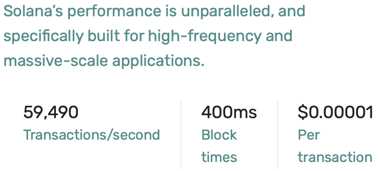 Solana's performance is unparalleled, and
specifically built for high-frequency and
massive-scale applications.
59,490
Transactions/second
400ms
Block
times
$0.00001
Per
transaction